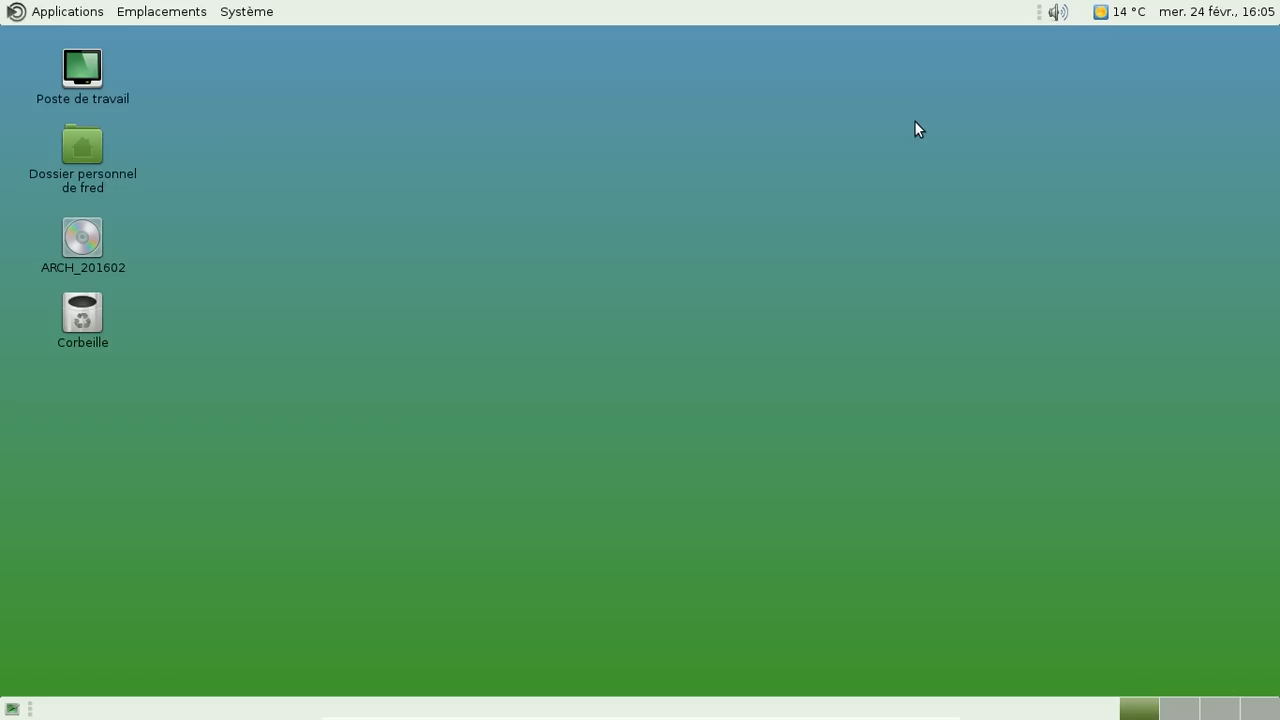 Applications Emplacements Système 14 °C mer. 24 févr., 16:05
Poste de travail
Dossier personnel
de fred
ARCH_201602
Corbeille